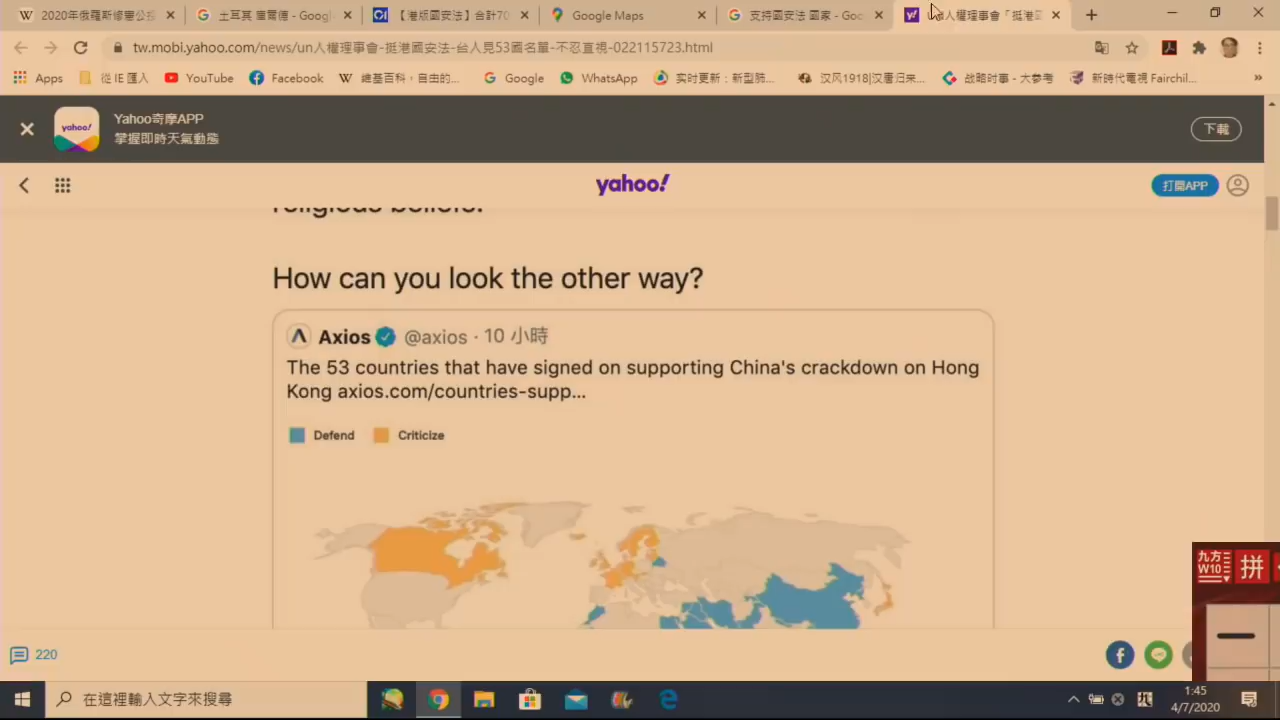 2020年俄羅斯修憲公投
土耳其 庫爾德 - Googl
【港版國安法】合計70
Google Maps
支持國安法 國家 - Goo
人權理事會「挺港國
tw.mobi.yahoo.com/news/un人權理事會-挺港國安法-台人見53國名單-不忍直視-022115723.html
Apps
從 IE 匯入
YouTube
Facebook
維基百科，自由的...
Google
WhatsApp
实时更新：新型肺...
汉风1918|汉唐归来...
战略时事 - 大参考
新時代電視 Fairchil...
»
yahoo!
Yahoo奇摩APP
掌握即時天氣動態
下載
yahoo!
打開APP
religious beliefs.
How can you look the other way?
Axios @axios · 10 小時
The 53 countries that have signed on supporting China's crackdown on Hong
Kong axios.com/countries-supp...
Defend
Criticize
九方
W10
拼
220
在這裡輸入文字來搜尋
1:45
4/7/2020